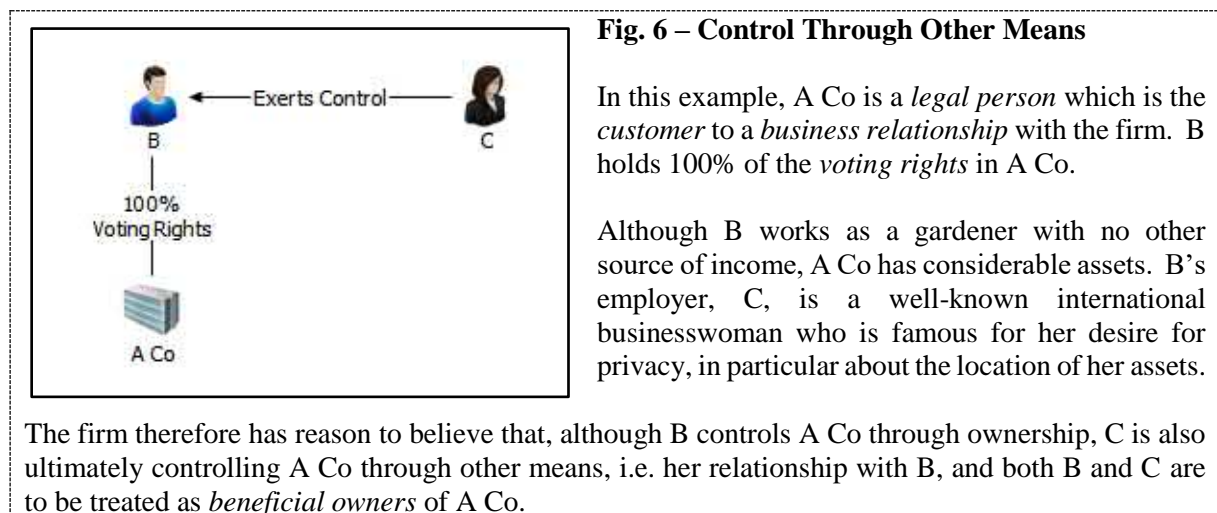 Fig. 6 – Control Through Other Means
Exerts Control
B
C
100%
Voting Rights
A Co
In this example, A Co is a legal person which is the
customer to a business relationship with the firm. B
holds 100% of the voting rights in A Co.
Although B works as a gardener with no other
source of income, A Co has considerable assets. B’s
employer, C, is a well-known international
businesswoman who is famous for her desire for
privacy, in particular about the location of her assets.
The firm therefore has reason to believe that, although B controls A Co through ownership, C is also
ultimately controlling A Co through other means, i.e. her relationship with B, and both B and C are
to be treated as beneficial owners of A Co.